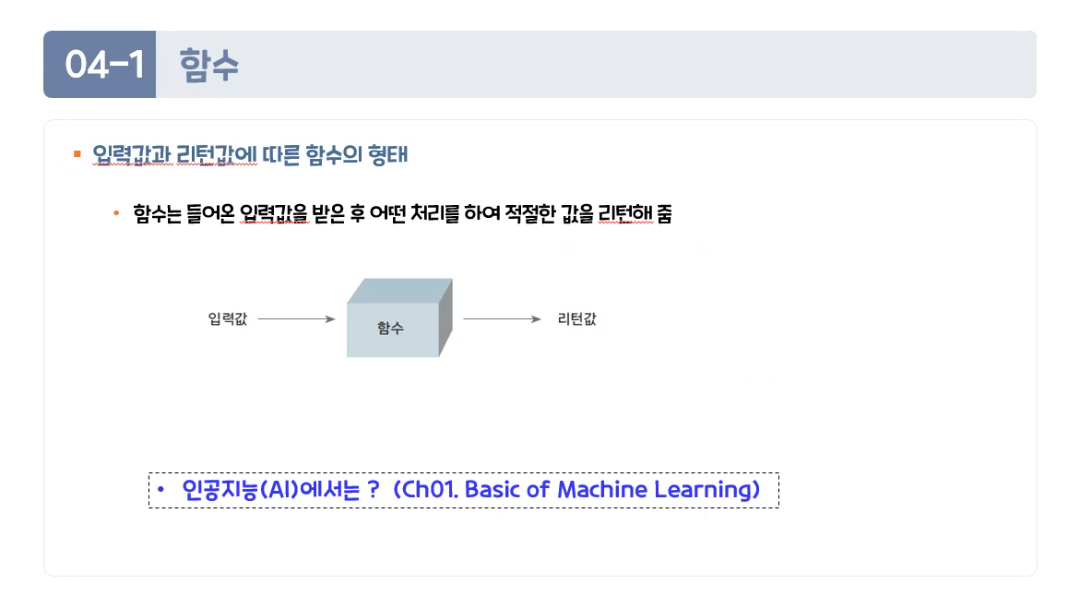 04-1 함수
▪ 입력값과 리턴값에 따른 함수의 형태
• 함수는 들어온 입력값을 받은 후 어떤 처리를 하여 적절한 값을 리턴해 줌
입력값 함수 리턴값
• 인공지능(AI)에서는 ? (Ch01. Basic of Machine Learning)